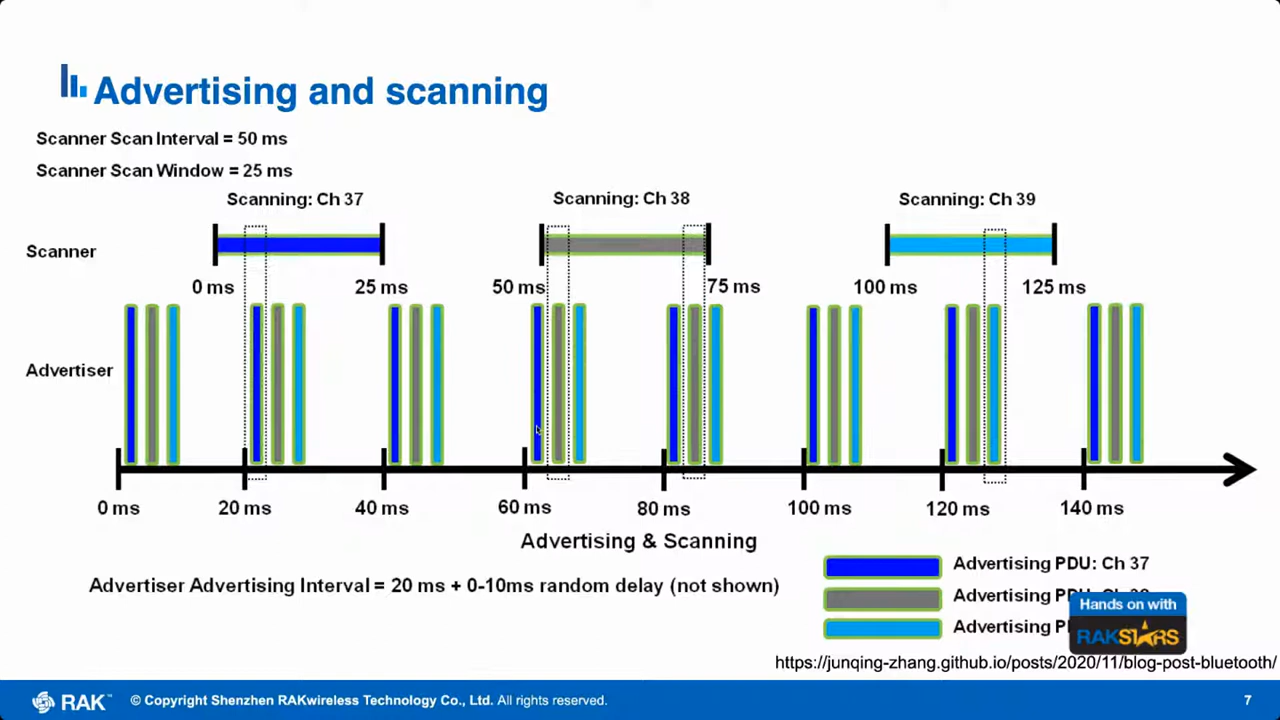 Advertising and scanning
Scanner Scan Interval = 50 ms
Scanner Scan Window = 25 ms
Scanning: Ch 37
Scanning: Ch 38
Scanning: Ch 39
Scanner
0 ms
25 ms
50 ms
75 ms
100 ms
125 ms
Advertiser
0 ms
20 ms
40 ms
60 ms
80 ms
100 ms
120 ms
140 ms
Advertising & Scanning
Advertiser Advertising Interval = 20 ms + 0-10ms random delay (not shown)
Advertising PDU: Ch 37
Advertising
Advertising
Hands on with
RAKSTARS
https://junqing-zhang.github.io/posts/2020/11/blog-post-bluetooth/
RAK™
© Copyright Shenzhen RAKwireless Technology Co., Ltd. All rights reserved.
7